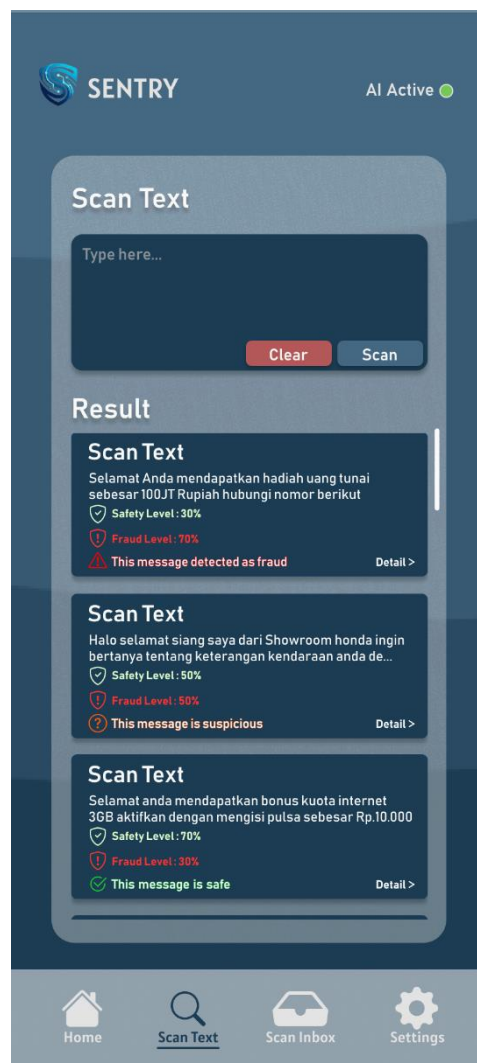 SENTRY
AI Active
Scan Text
Type here...
Clear
Scan
Result
Scan Text
Selamat Anda mendapatkan hadiah uang tunai
sebesar 100JT Rupiah hubungi nomor berikut
Safety Level : 30%
Fraud Level : 70%
This message detected as fraud
Detail >
Scan Text
Halo selamat siang saya dari Showroom honda ingin
bertanya tentang keterangan kendaraan anda de...
Safety Level : 50%
Fraud Level : 50%
This message is suspicious
Detail >
Scan Text
Selamat anda mendapatkan bonus kuota internet
3GB aktifkan dengan mengisi pulsa sebesar Rp.10.000
Safety Level : 70%
Fraud Level : 30%
This message is safe
Detail >
Home
Scan Text
Scan Inbox
Settings